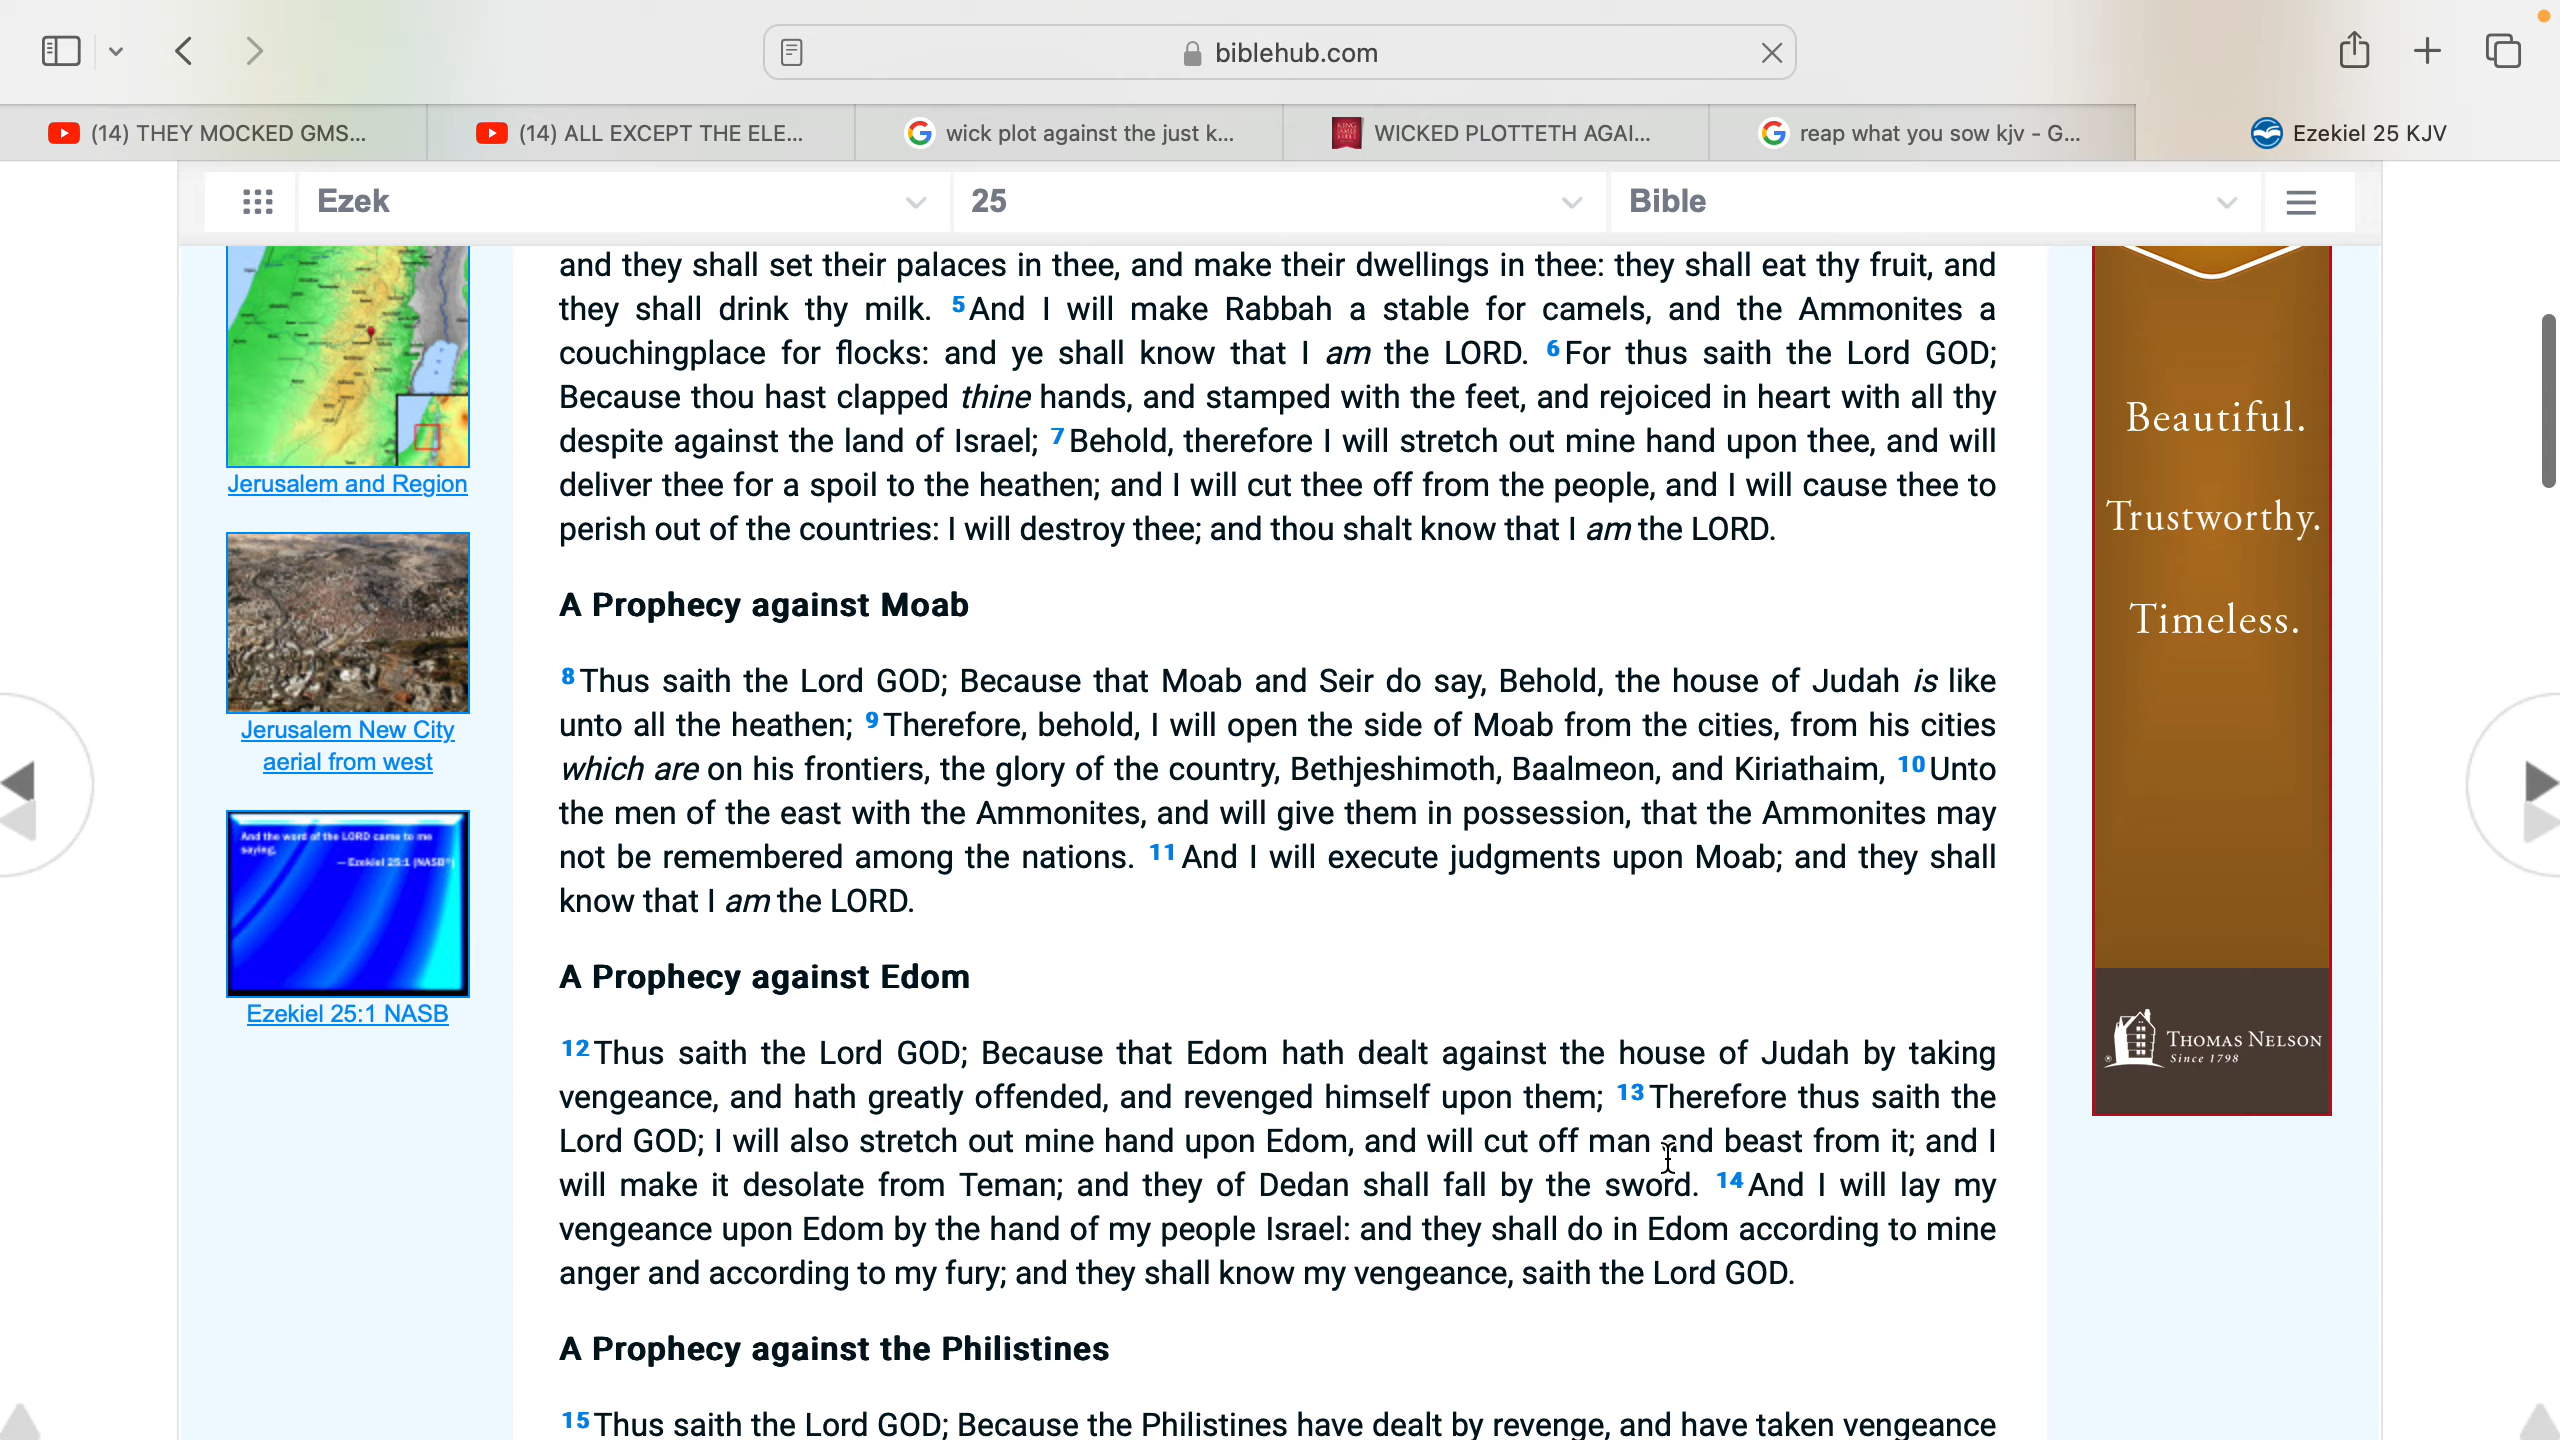 biblehub.com
(14) THEY MOCKED GMS...
(14) ALL EXCEPT THE ELE...
wick plot against the just k...
WICKED PLOTTETH AGAI...
reap what you sow kjv - G...
Ezekiel 25 KJV
Ezek
25
Bible
Jerusalem and Region
Jerusalem New City
aerial from west
And the word of the LORD came to me
saying,
—Ezekiel 25:1 (NASB®)
Ezekiel 25:1 NASB
and they shall set their palaces in thee, and make their dwellings in thee: they shall eat thy fruit, and
they shall drink thy milk. 5 And I will make Rabbah a stable for camels, and the Ammonites a
couchingplace for flocks: and ye shall know that I am the LORD. 6 For thus saith the Lord GOD;
Because thou hast clapped thine hands, and stamped with the feet, and rejoiced in heart with all thy
despite against the land of Israel; 7 Behold, therefore I will stretch out mine hand upon thee, and will
deliver thee for a spoil to the heathen; and I will cut thee off from the people, and I will cause thee to
perish out of the countries: I will destroy thee; and thou shalt know that I am the LORD.
A Prophecy against Moab
8 Thus saith the Lord GOD; Because that Moab and Seir do say, Behold, the house of Judah is like
unto all the heathen; 9 Therefore, behold, I will open the side of Moab from the cities, from his cities
which are on his frontiers, the glory of the country, Bethjeshimoth, Baalmeon, and Kiriathaim, 10 Unto
the men of the east with the Ammonites, and will give them in possession, that the Ammonites may
not be remembered among the nations. 11 And I will execute judgments upon Moab; and they shall
know that I am the LORD.
A Prophecy against Edom
12 Thus saith the Lord GOD; Because that Edom hath dealt against the house of Judah by taking
vengeance, and hath greatly offended, and revenged himself upon them; 13 Therefore thus saith the
Lord GOD; I will also stretch out mine hand upon Edom, and will cut off man and beast from it; and I
will make it desolate from Teman; and they of Dedan shall fall by the sword. 14 And I will lay my
vengeance upon Edom by the hand of my people Israel: and they shall do in Edom according to mine
anger and according to my fury; and they shall know my vengeance, saith the Lord GOD.
A Prophecy against the Philistines
15 Thus saith the Lord GOD; Because the Philistines have dealt by revenge, and have taken vengeance
Beautiful.
Trustworthy.
Timeless.
THOMAS NELSON
Since 1798